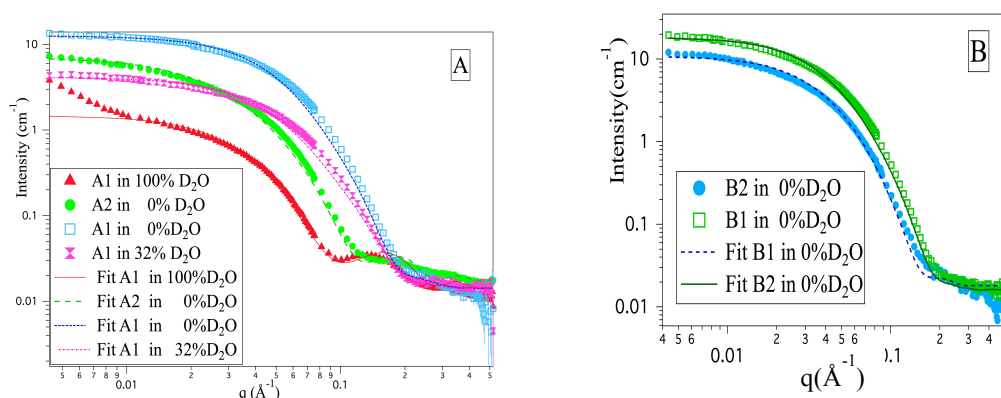 A
Intensity (cm⁻¹)
10
1
0.1
0.01
A1 in 100% D₂O
A2 in 0% D₂O
A1 in 0%D₂O
A1 in 32% D₂O
Fit A1 in 100%D₂O
Fit A2 in 0%D₂O
Fit A1 in 0%D₂O
Fit A1 in 32%D₂O
5 6 7 8 9 2 3 4 5 6 7 8 9 2 3 4 5
0.01 0.1
q (Å⁻¹)
B
Intensity(cm⁻¹)
10
1
0.1
0.01
B2 in 0%D₂O
B1 in 0%D₂O
Fit B1 in 0%D₂O
Fit B2 in 0%D₂O
4 5 6 2 3 4 5 6 2 3 4
0.01 0.1
q(Å⁻¹)